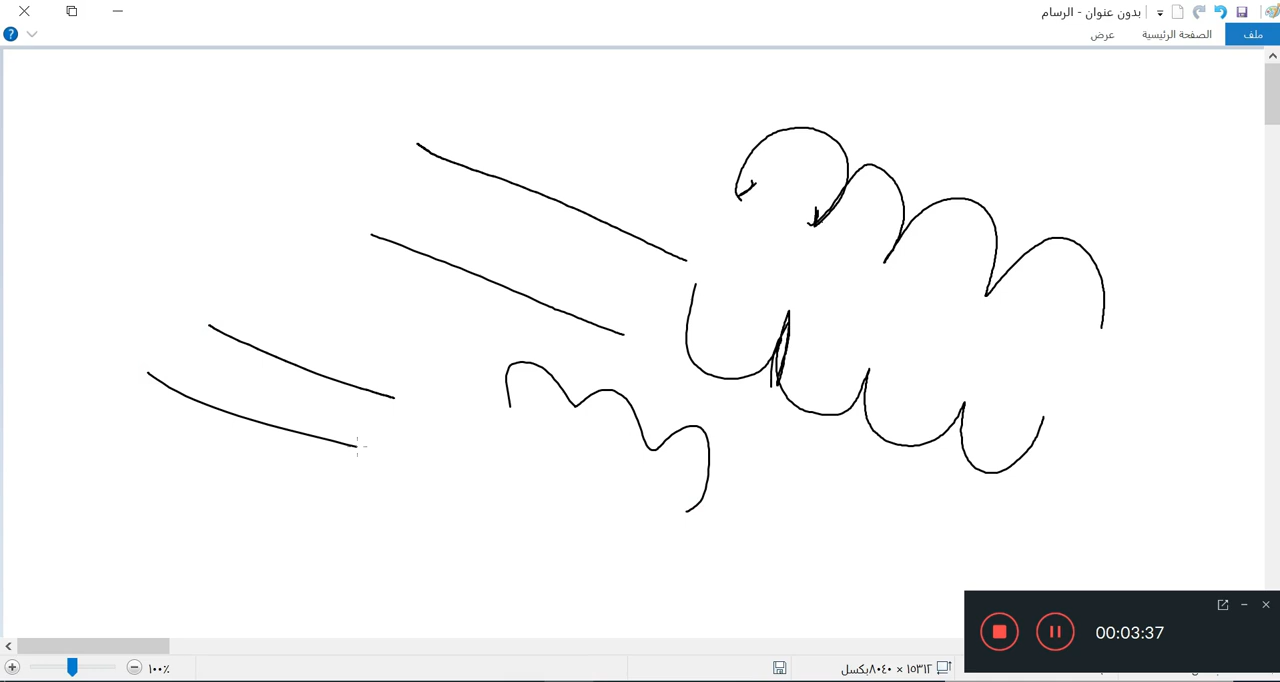 بدون عنوان - الرسام
ملف
الصفحة الرئيسية
عرض
00:03:37
١٠٠٪
١٥٣١٢ × ٨٠٤٠بكسل